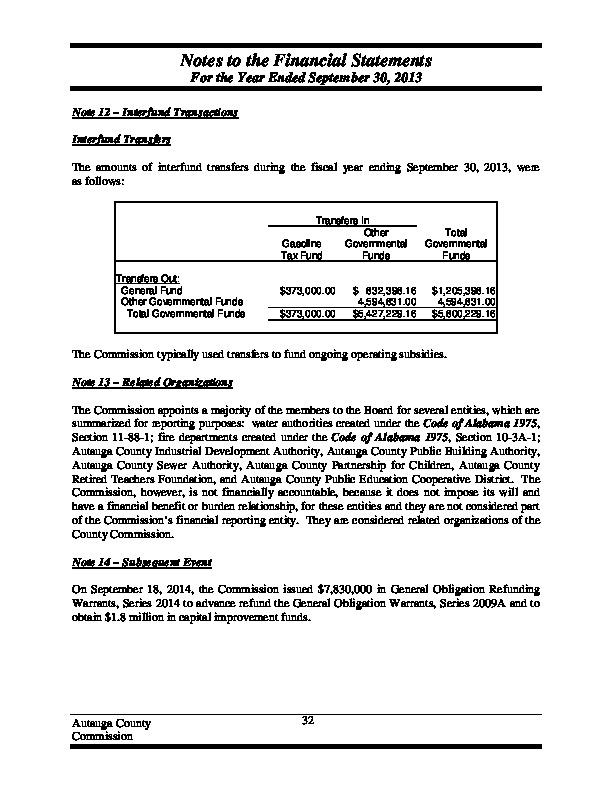 Notes to the Financial Statements
For the Year Ended September 30, 2013
Note 12 – Interfund Transactions
Interfund Transfers
The amounts of interfund transfers during the fiscal year ending September 30, 2013, were
as follows:
Transfers In
Other Total
Gasoline Governmental Governmental
Tax Fund Funds Funds
Transfers Out:
General Fund $373,000.00 $ 832,398.16 $1,205,398.16
Other Governmental Funds 4,594,831.00 4,594,831.00
Total Governmental Funds $373,000.00 $5,427,229.16 $5,800,229.16
The Commission typically used transfers to fund ongoing operating subsidies.
Note 13 – Related Organizations
The Commission appoints a majority of the members to the Board for several entities, which are
summarized for reporting purposes: water authorities created under the Code of Alabama 1975,
Section 11-88-1; fire departments created under the Code of Alabama 1975, Section 10-3A-1;
Autauga County Industrial Development Authority, Autauga County Public Building Authority,
Autauga County Sewer Authority, Autauga County Partnership for Children, Autauga County
Retired Teachers Foundation, and Autauga County Public Education Cooperative District. The
Commission, however, is not financially accountable, because it does not impose its will and
have a financial benefit or burden relationship, for these entities and they are not considered part
of the Commission's financial reporting entity. They are considered related organizations of the
County Commission.
Note 14 – Subsequent Event
On September 18, 2014, the Commission issued $7,830,000 in General Obligation Refunding
Warrants, Series 2014 to advance refund the General Obligation Warrants, Series 2009A and to
obtain $1.8 million in capital improvement funds.
Autauga County 32
Commission